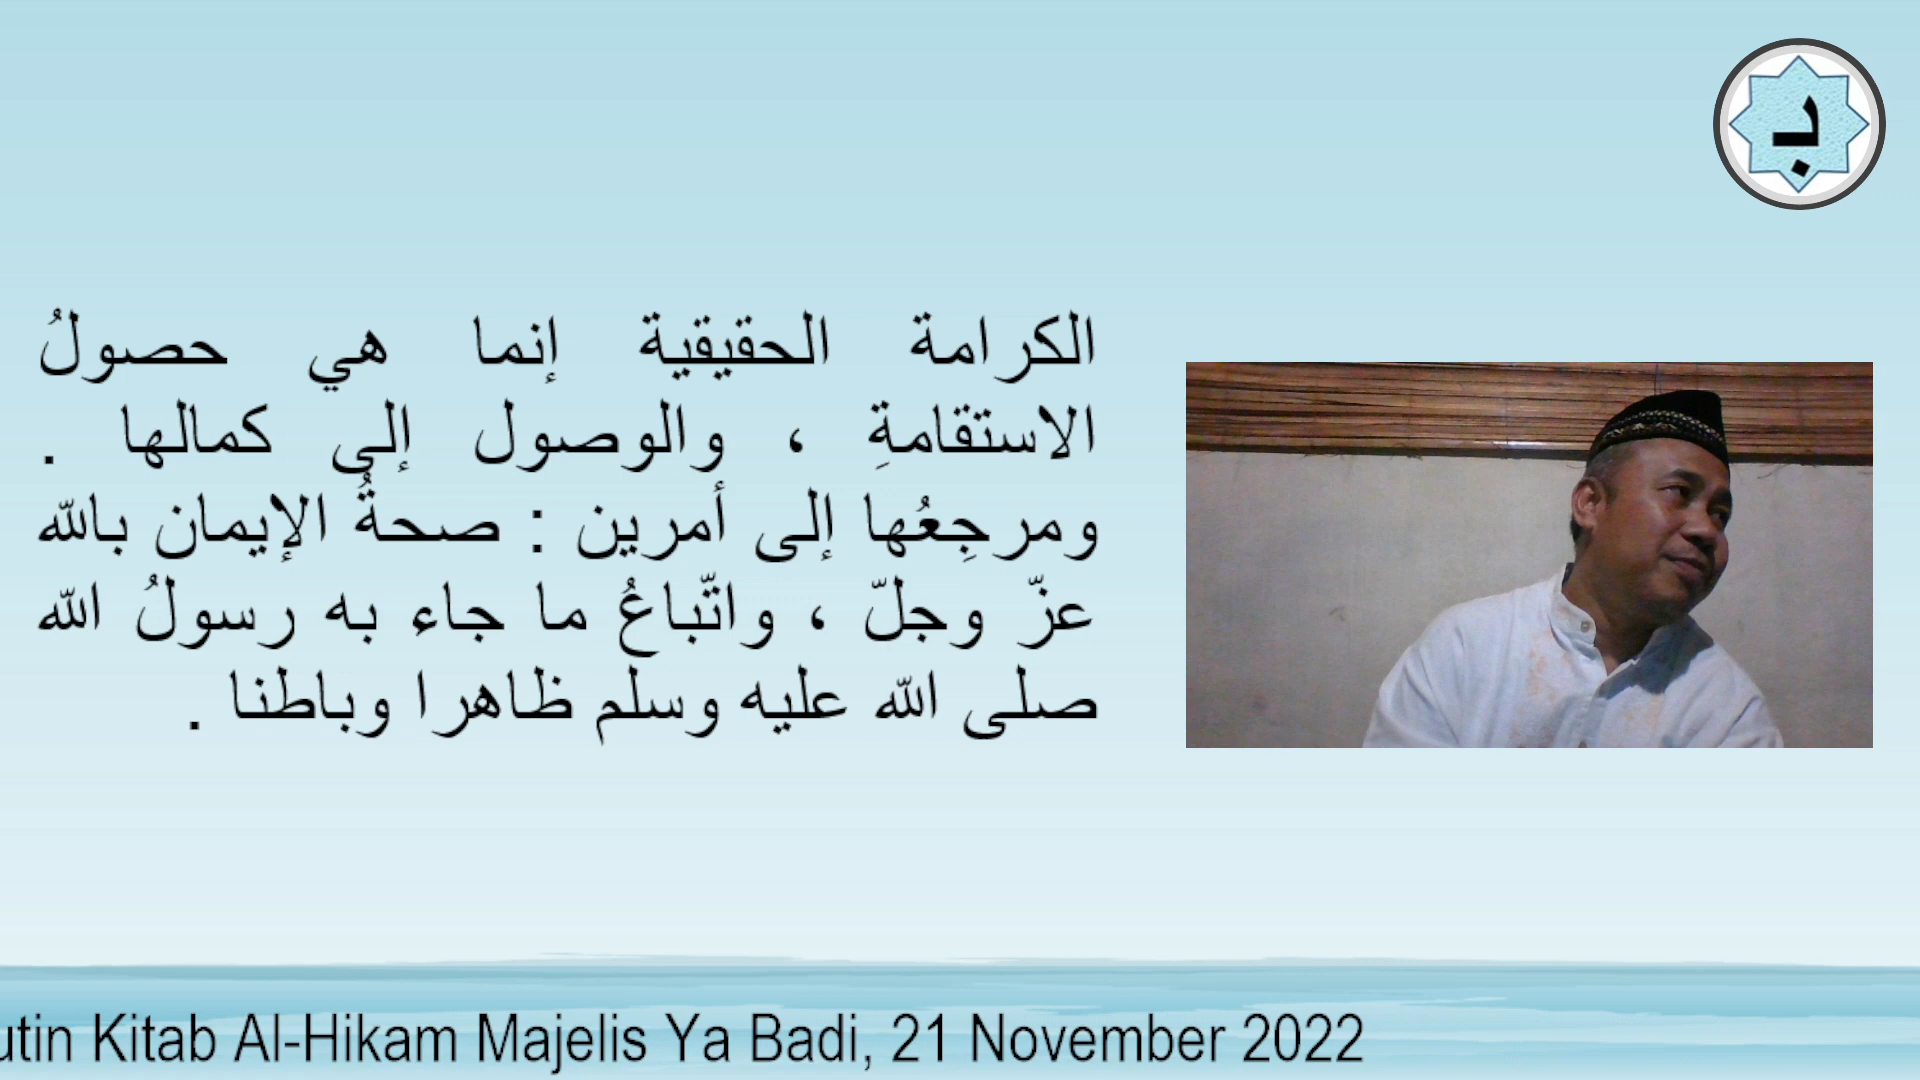 ب
الكرامة الحقيقية إنما هي حصولُ
الاستقامةِ ، والوصول إلى كمالها .
ومرجِعُها إلى أمرين : صحةُ الإيمان بالله
عزّ وجلّ ، واتّباعُ ما جاء به رسولُ الله
صلى الله عليه وسلم ظاهرا وباطنا .
utin Kitab Al-Hikam Majelis Ya Badi, 21 November 2022